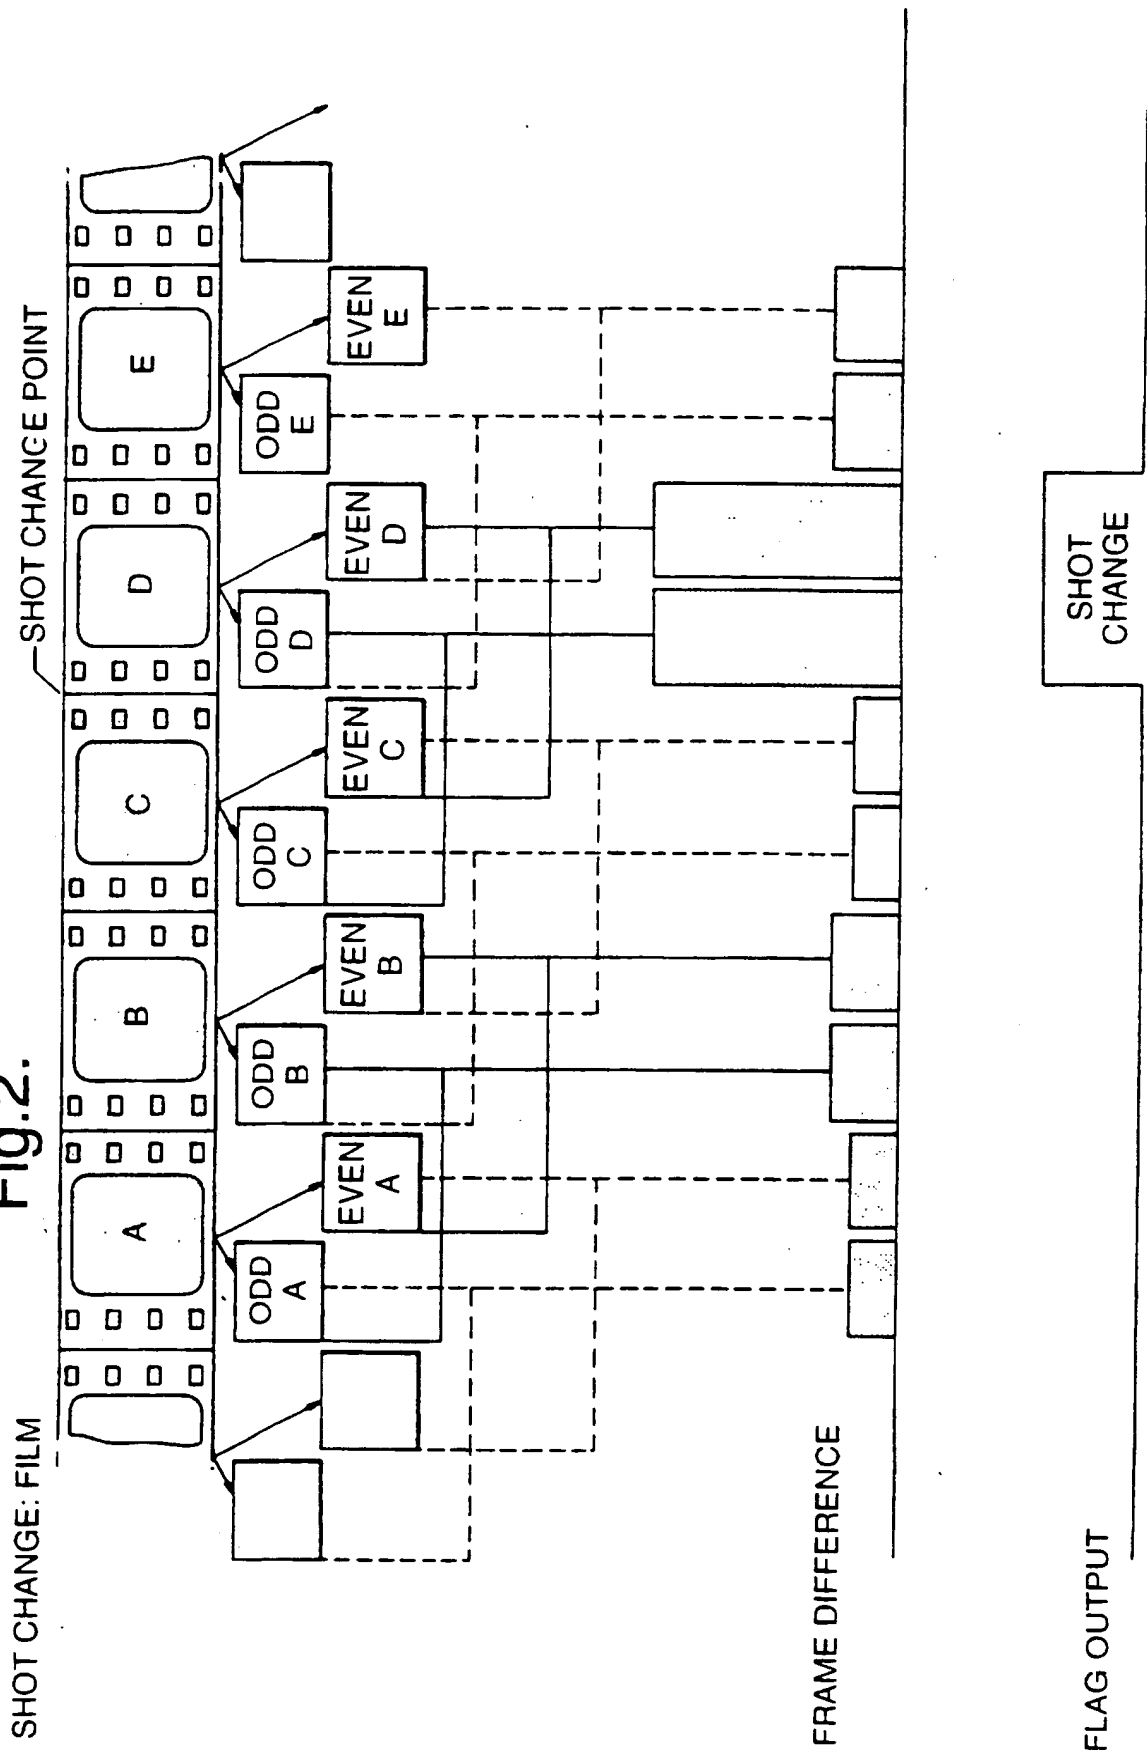 Fig.2.
SHOT CHANGE: FILM
SHOT CHANGE POINT
A
B
C
D
E
ODD
A
EVEN
A
ODD
B
EVEN
B
ODD
C
EVEN
C
ODD
D
EVEN
D
ODD
E
EVEN
E
FRAME DIFFERENCE
FLAG OUTPUT
SHOT
CHANGE